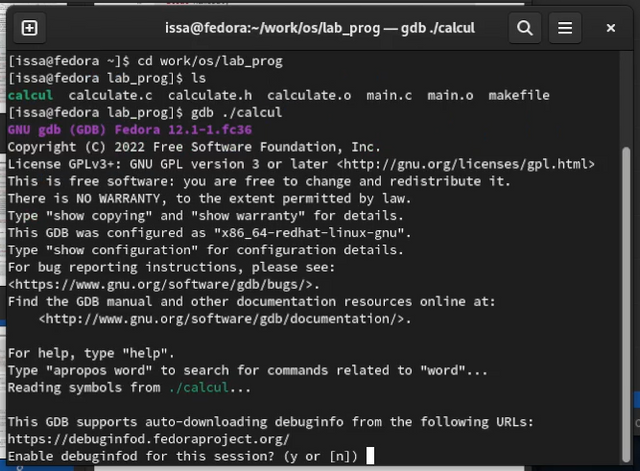 issa@fedora:~/work/os/lab_prog — gdb ./calcul
[issa@fedora ~]$ cd work/os/lab_prog
[issa@fedora lab_prog]$ ls
calcul  calculate.c  calculate.h  calculate.o  main.c  main.o  makefile
[issa@fedora lab_prog]$ gdb ./calcul
GNU gdb (GDB) Fedora 12.1-1.fc36
Copyright (C) 2022 Free Software Foundation, Inc.
License GPLv3+: GNU GPL version 3 or later <http://gnu.org/licenses/gpl.html>
This is free software: you are free to change and redistribute it.
There is NO WARRANTY, to the extent permitted by law.
Type "show copying" and "show warranty" for details.
This GDB was configured as "x86_64-redhat-linux-gnu".
Type "show configuration" for configuration details.
For bug reporting instructions, please see:
<https://www.gnu.org/software/gdb/bugs/>.
Find the GDB manual and other documentation resources online at:
    <http://www.gnu.org/software/gdb/documentation/>.
For help, type "help".
Type "apropos word" to search for commands related to "word"...
Reading symbols from ./calcul...
This GDB supports auto-downloading debuginfo from the following URLs:
https://debuginfod.fedoraproject.org/
Enable debuginfod for this session? (y or [n])